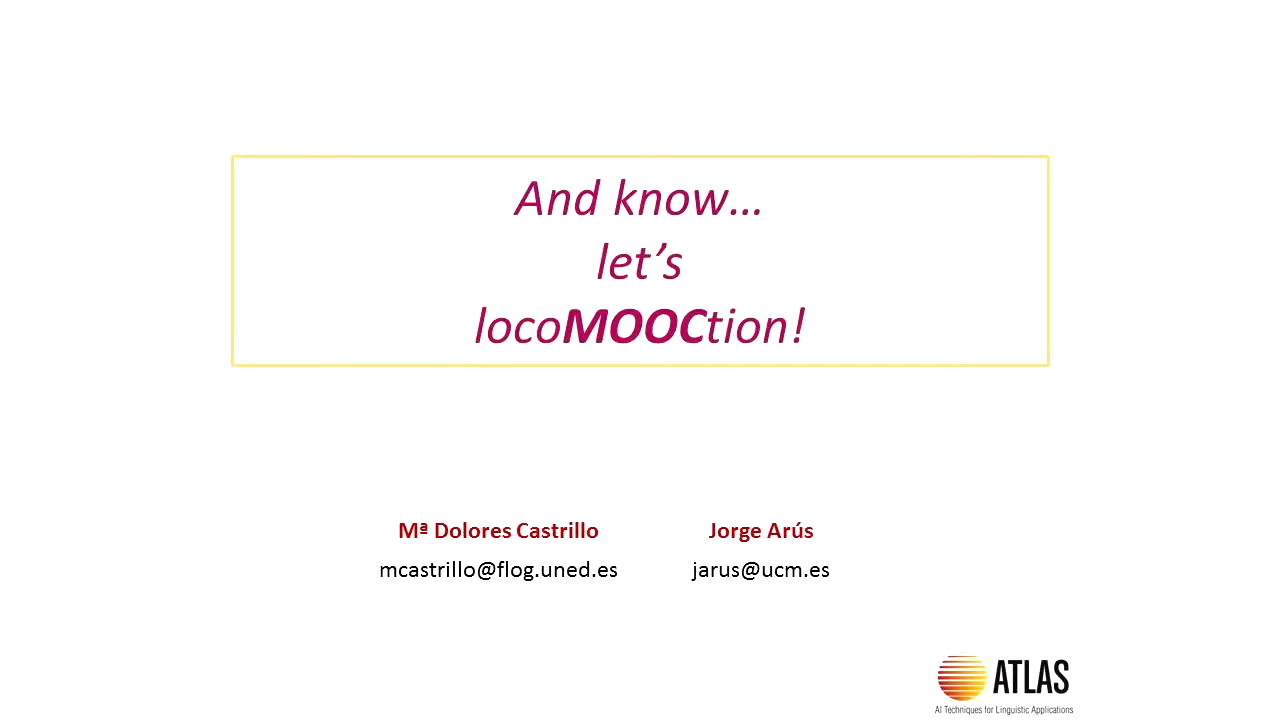 And know…
let’s
locoMOOCtion!
Mª Dolores Castrillo Jorge Arús
mcastrillo@flog.uned.es jarus@ucm.es
ATLAS
AI Techniques for Linguistic Applications